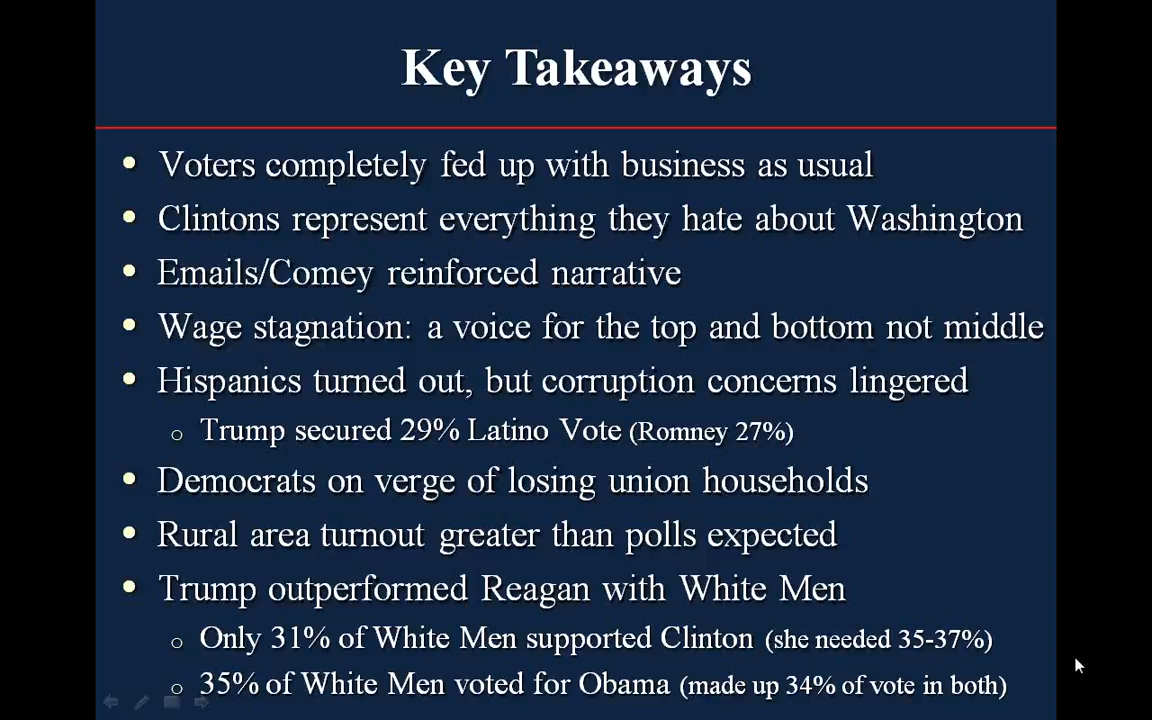 Key Takeaways
• Voters completely fed up with business as usual
• Clintons represent everything they hate about Washington
• Emails/Comey reinforced narrative
• Wage stagnation: a voice for the top and bottom not middle
• Hispanics turned out, but corruption concerns lingered
o Trump secured 29% Latino Vote (Romney 27%)
• Democrats on verge of losing union households
• Rural area turnout greater than polls expected
• Trump outperformed Reagan with White Men
o Only 31% of White Men supported Clinton (she needed 35-37%)
o 35% of White Men voted for Obama (made up 34% of vote in both)